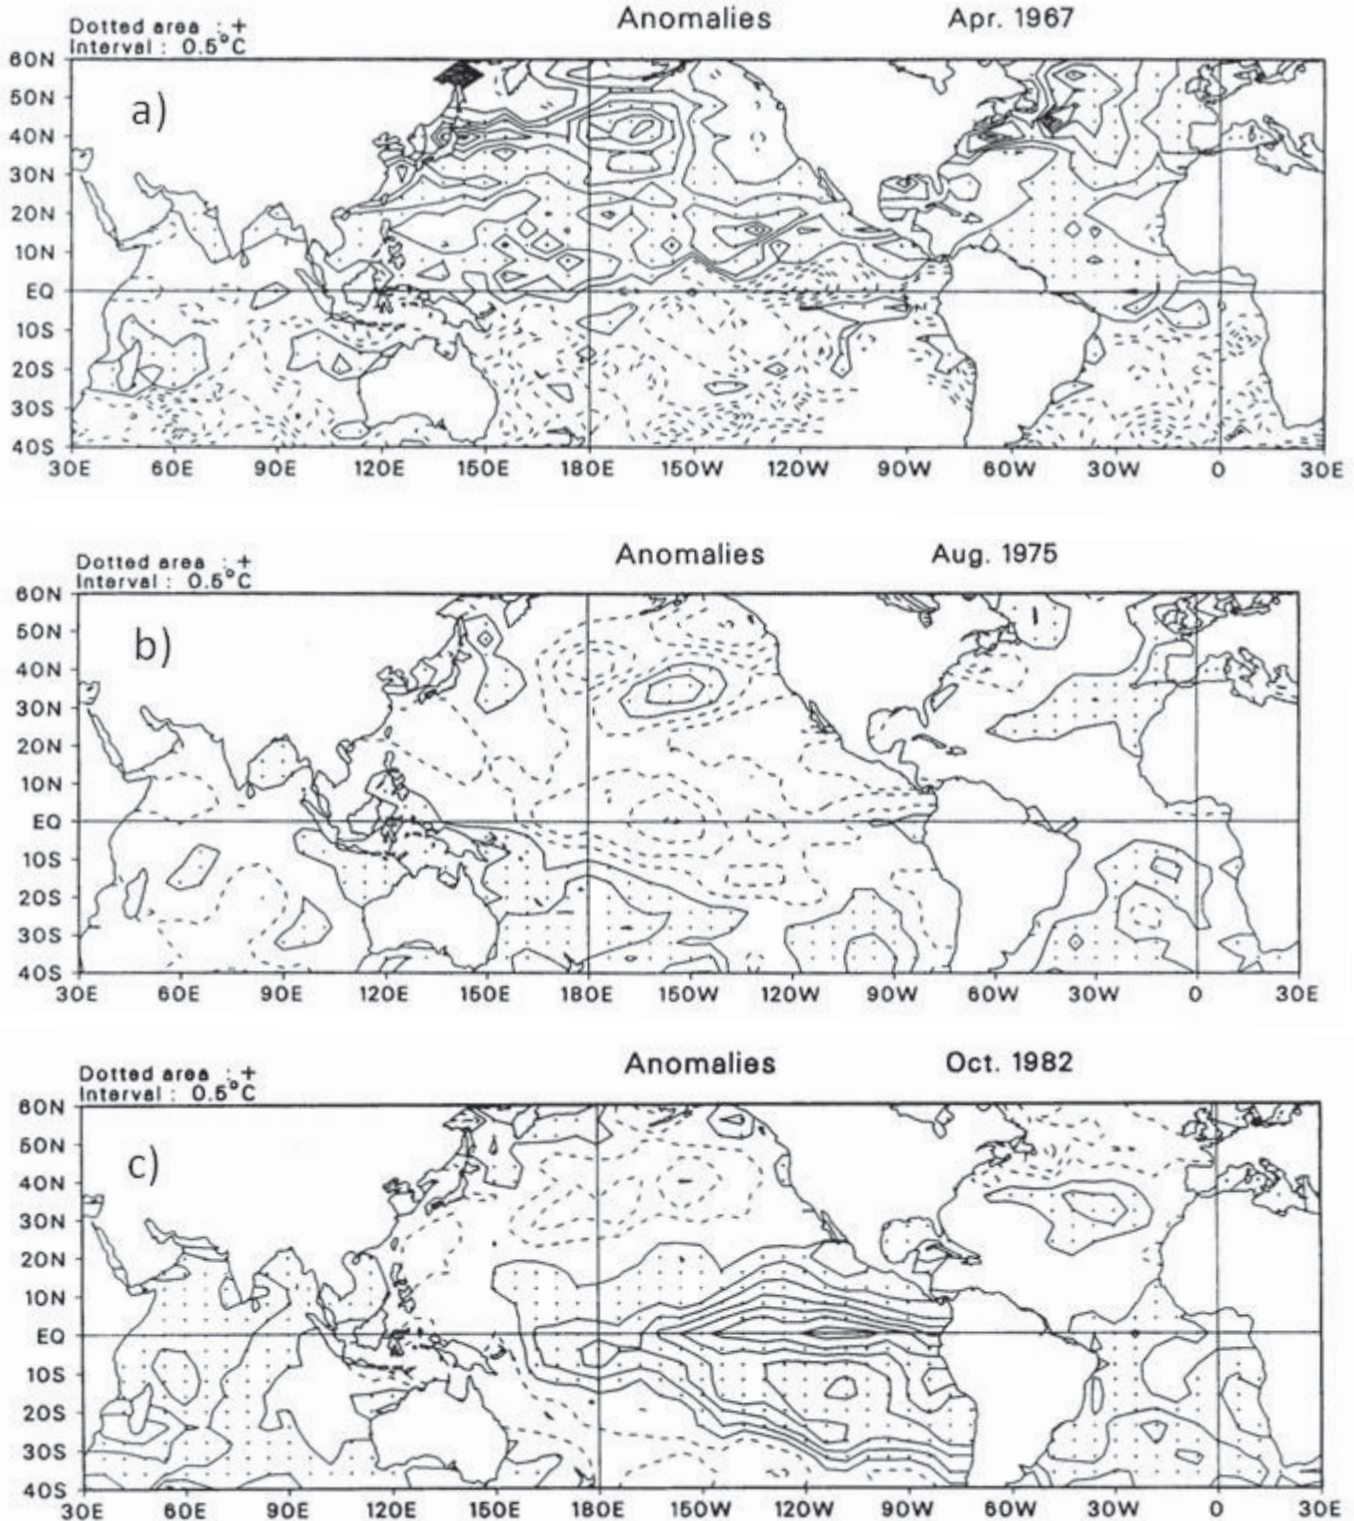 Dotted area : +
Interval : 0.5°C
Anomalies Apr. 1967
60N
a)
50N
40N
30N
20N
10N
EQ
10S
20S
30S
40S
30E 60E 90E 120E 150E 180E 150W 120W 90W 60W 30W 0 30E
Dotted area : +
Interval : 0.5°C
Anomalies Aug. 1975
60N
b)
50N
40N
30N
20N
10N
EQ
10S
20S
30S
40S
30E 60E 90E 120E 150E 180E 150W 120W 90W 60W 30W 0 30E
Dotted area : +
Interval : 0.5°C
Anomalies Oct. 1982
60N
c)
50N
40N
30N
20N
10N
EQ
10S
20S
30S
40S
30E 60E 90E 120E 150E 180E 150W 120W 90W 60W 30W 0 30E